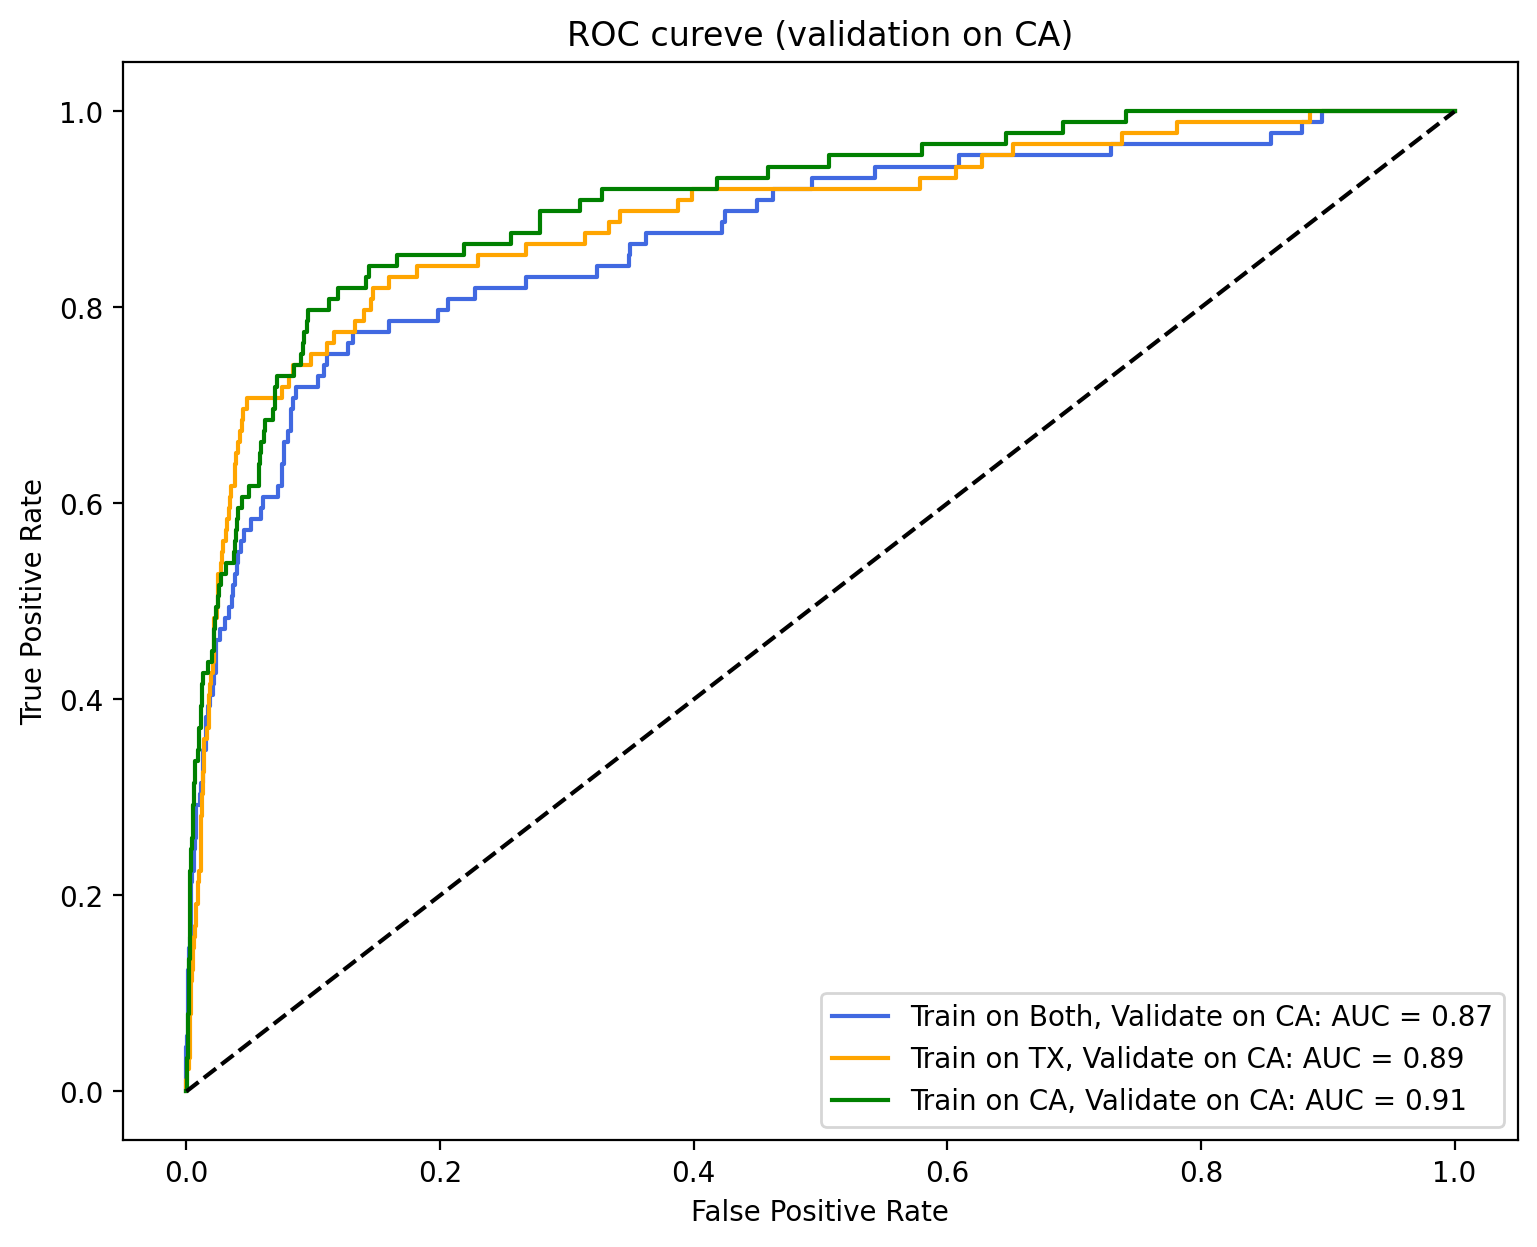 ROC cureve (validation on CA)
1.0
0.8
0.6
0.4
0.2
0.0
True Positive Rate
Train on Both, Validate on CA: AUC = 0.87
Train on TX, Validate on CA: AUC = 0.89
Train on CA, Validate on CA: AUC = 0.91
0.0 0.2 0.4 0.6 0.8 1.0
False Positive Rate